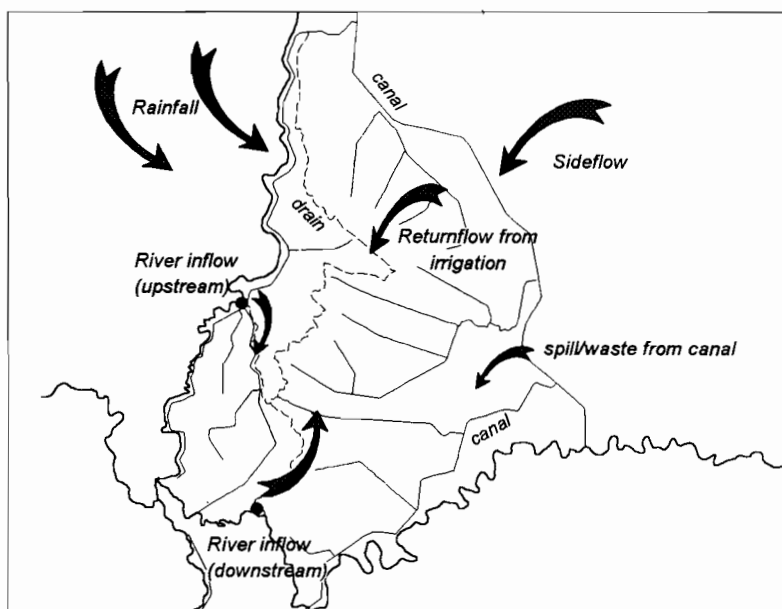 canal
Rainfall
Sideflow
drain
Returnflow from
irrigation
River inflow
(upstream)
spill/waste from canal
canal
River inflow
(downstream)